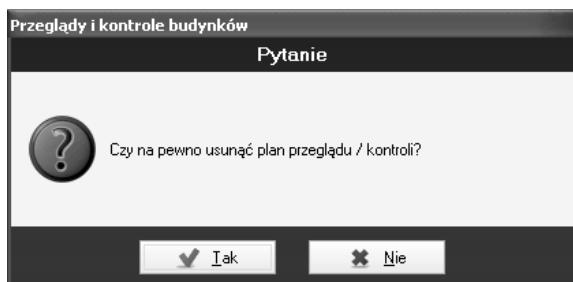 Przeglądy i kontrole budynków
Pytanie
Czy na pewno usunąć plan przeglądu / kontroli?
Tak
Nie